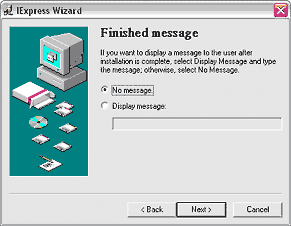 IExpress Wizard
Finished message
If you want to display a message to the user after
installation is complete, select Display Message and type
the message; otherwise, select No Message.
No message.
Display message:
< Back
Next >
Cancel